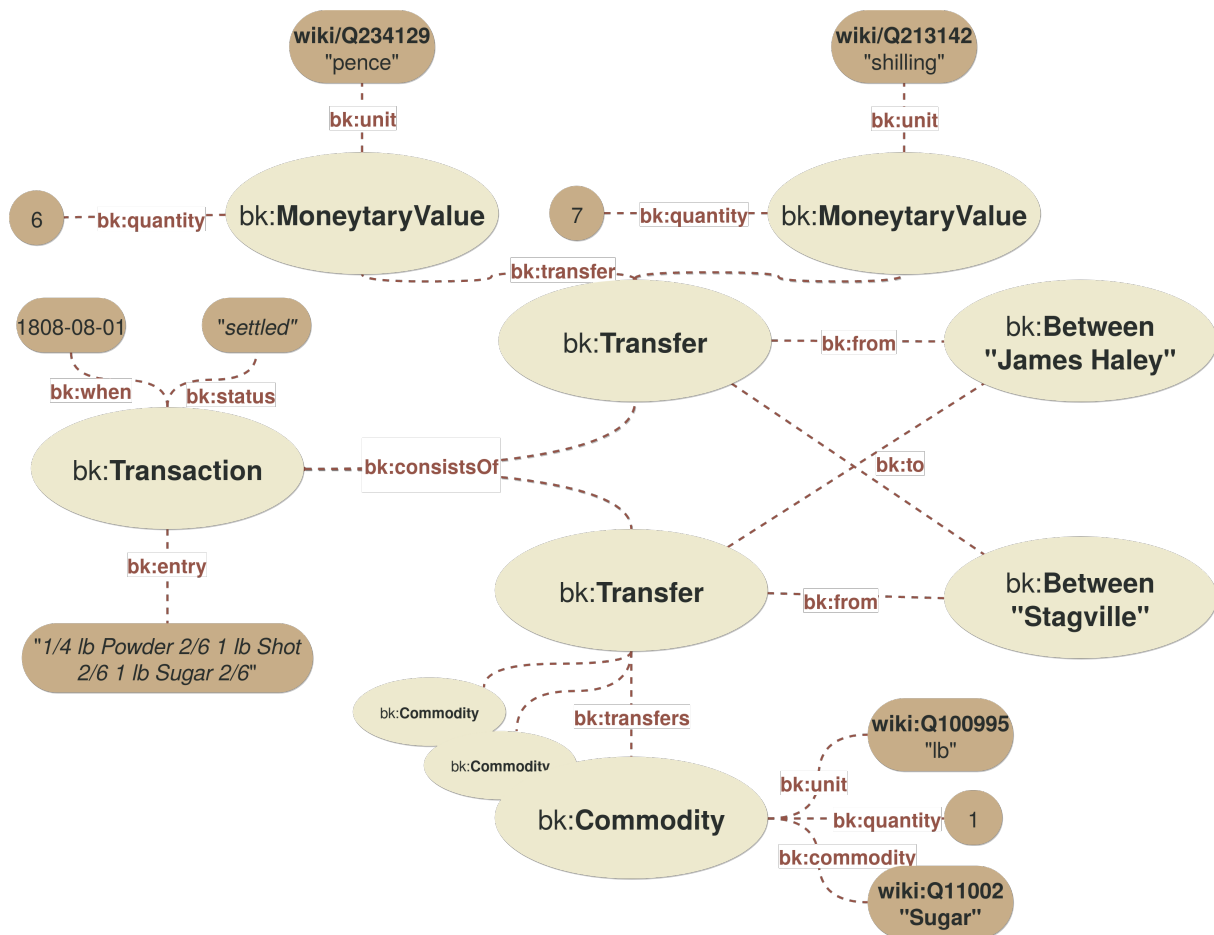 wiki/Q234129
"pence"
wiki/Q213142
"shilling"
bk:unit
bk:unit
6
bk:quantity
bk:MoneytaryValue
7
bk:quantity
bk:MoneytaryValue
bk:transfer
1808-08-01
"settled"
bk:Transfer
bk:from
bk:Between
"James Haley"
bk:when
bk:status
bk:Transaction
bk:consistsOf
bk:to
bk:entry
bk:Transfer
bk:from
bk:Between
"Stagville"
"1/4 lb Powder 2/6 1 lb Shot
2/6 1 lb Sugar 2/6"
bk:Commodity
bk:transfers
bk:Commodity
bk:Commodity
wiki:Q100995
"lb"
bk:unit
bk:quantity
1
bk:commodity
wiki:Q11002
"Sugar"